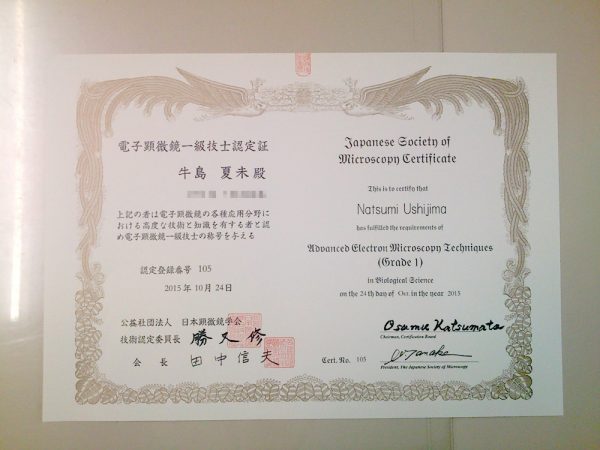 電子顕微鏡一級技士認定証
牛島 夏未 殿
上記の者は電子顕微鏡の各種応用分野に
おける高度な技術と知識を有する者と認
め電子顕微鏡一級技士の称号を与える
認定登録番号 105
2015年 10月 24日
公益社団法人 日本顕微鏡学会
技術認定委員長 勝又修
会長 田中信夫
Japanese Society of
Microscopy Certificate
This is to certify that
Natsumi Ushijima
has fulfilled the requirements of
Advanced Electron Microscopy Techniques
(Grade 1)
in Biological Science
on the 24th day of Oct in the year 2015
Osamu Katsumata
Chairman, Certification Board
Cert. No. 105
N Tanaka
President, The Japanese Society of Microscopy